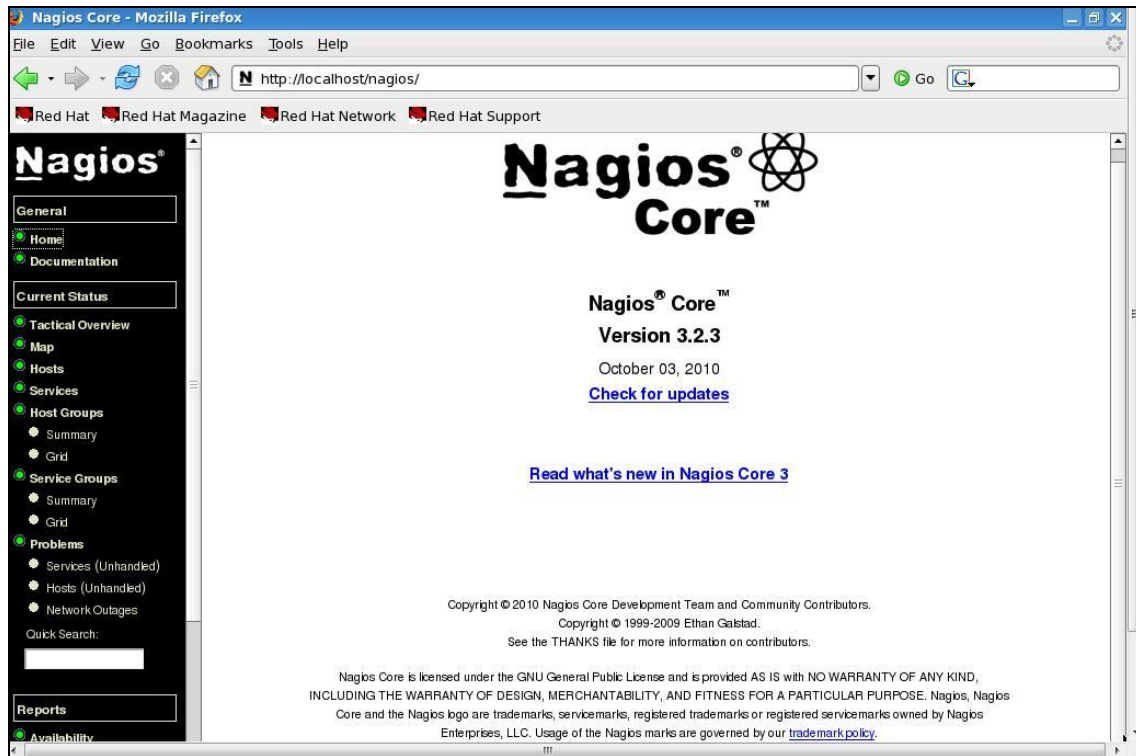 Nagios Core - Mozilla Firefox
File Edit View Go Bookmarks Tools Help
http://localhost/nagios/
Go
G
Red Hat Red Hat Magazine Red Hat Network Red Hat Support
Nagios®
General
Home
Documentation
Current Status
Tactical Overview
Map
Hosts
Services
Host Groups
Summary
Grid
Service Groups
Summary
Grid
Problems
Services (Unhandled)
Hosts (Unhandled)
Network Outages
Quick Search:
Reports
Availability
Nagios®
Core™
Nagios® Core™
Version 3.2.3
October 03, 2010
Check for updates
Read what's new in Nagios Core 3
Copyright © 2010 Nagios Core Development Team and Community Contributors.
Copyright © 1999-2009 Ethan Galstad.
See the THANKS file for more information on contributors.
Nagios Core is licensed under the GNU General Public License and is provided AS IS with NO WARRANTY OF ANY KIND,
INCLUDING THE WARRANTY OF DESIGN, MERCHANTABILITY, AND FITNESS FOR A PARTICULAR PURPOSE. Nagios, Nagios
Core and the Nagios logo are trademarks, servicemarks, registered trademarks or registered servicemarks owned by Nagios
Enterprises, LLC. Usage of the Nagios marks are governed by our trademark policy.